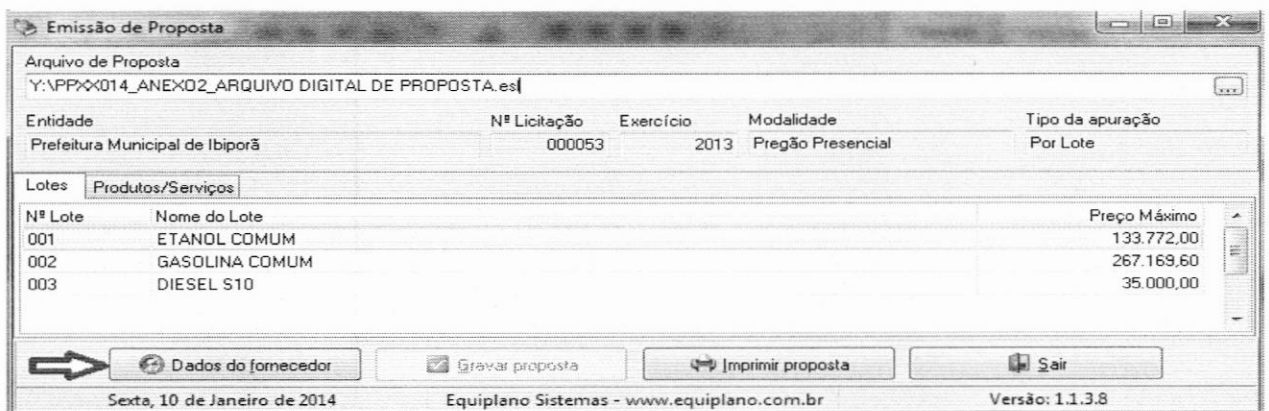 Emissão de Proposta
Arquivo de Proposta
Y:\PPXX014_ANEXO2_ARQUIVO DIGITAL DE PROPOSTA.esl
...
Entidade Nº Licitação Exercício Modalidade Tipo da apuração
Prefeitura Municipal de Ibiporã 000053 2013 Pregão Presencial Por Lote
Lotes Produtos/Serviços
Nº Lote Nome do Lote Preço Máximo
001 ETANOL COMUM 133.772,00
002 GASOLINA COMUM 267.169,60
003 DIESEL S10 35.000,00
Dados do fornecedor Gravar proposta Imprimir proposta Sair
Sexta, 10 de Janeiro de 2014 Equiplano Sistemas - www.equiplano.com.br Versão: 1.1.3.8